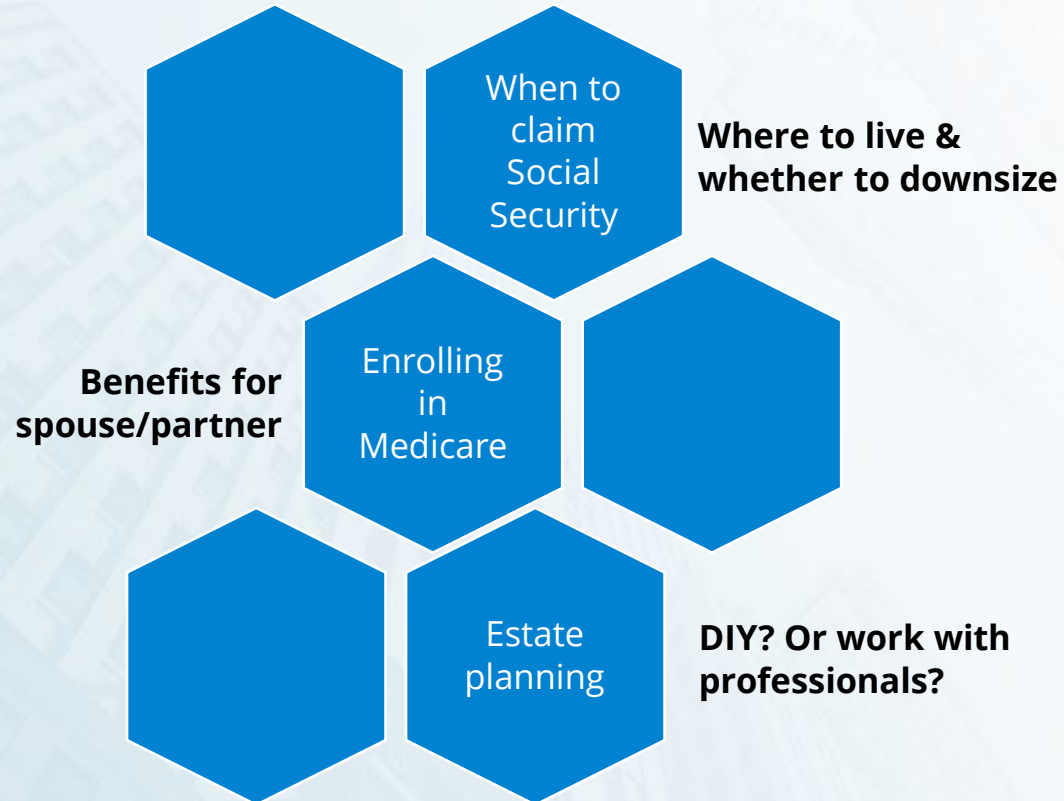 When to
claim
Social
Security
Where to live &
whether to downsize
Benefits for
spouse/partner
Enrolling
in
Medicare
Estate
planning
DIY? Or work with
professionals?